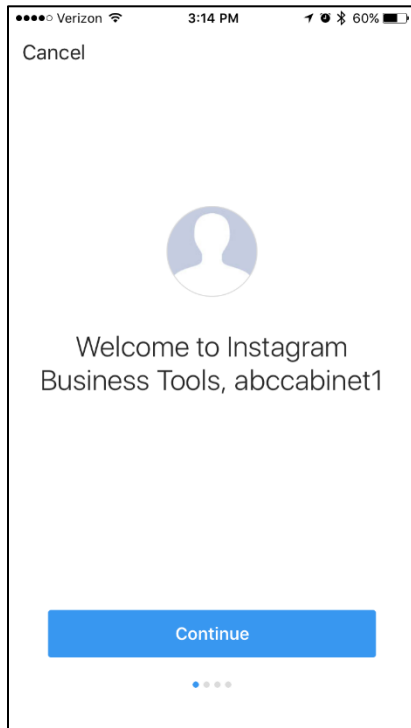 Verizon 3:14 PM 60%
Cancel
Welcome to Instagram
Business Tools, abccabinet1
Continue